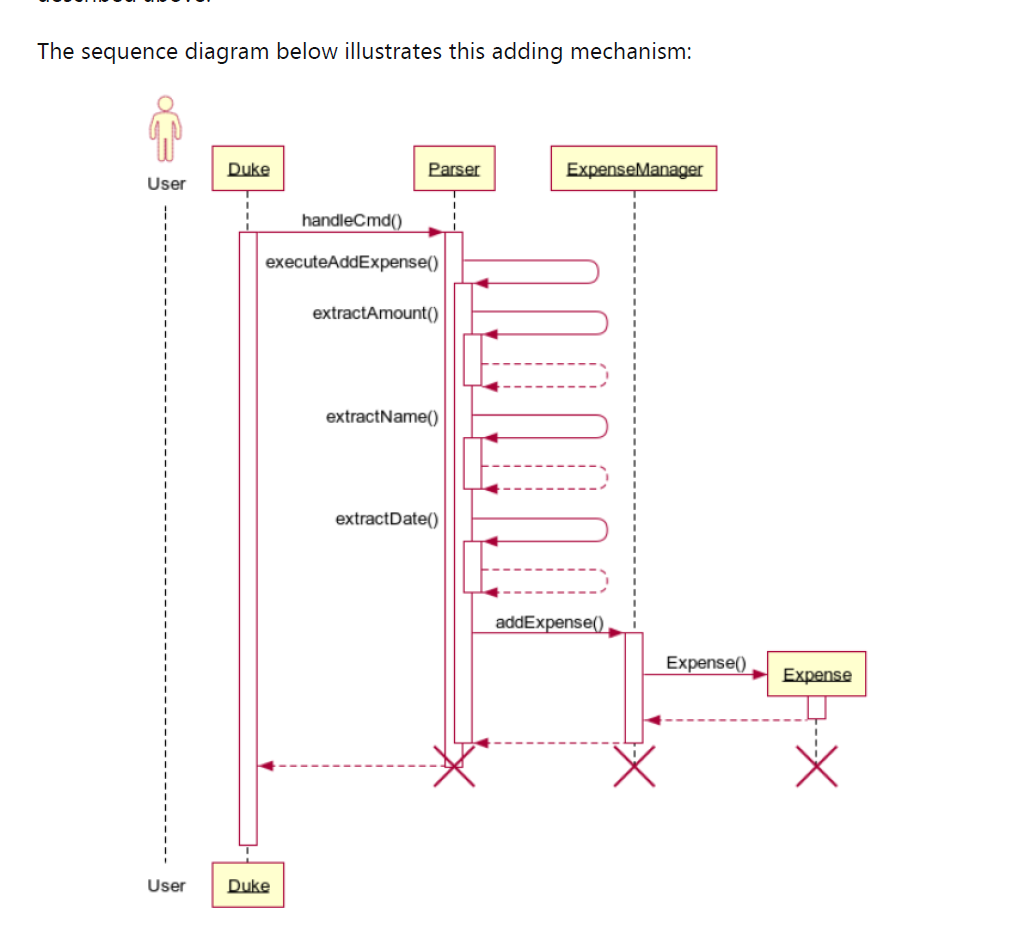 The sequence diagram below illustrates this adding mechanism:
User
Duke
Parser
ExpenseManager
handleCmd()
executeAddExpense()
extractAmount()
extractName()
extractDate()
addExpense()
Expense()
Expense
User
Duke